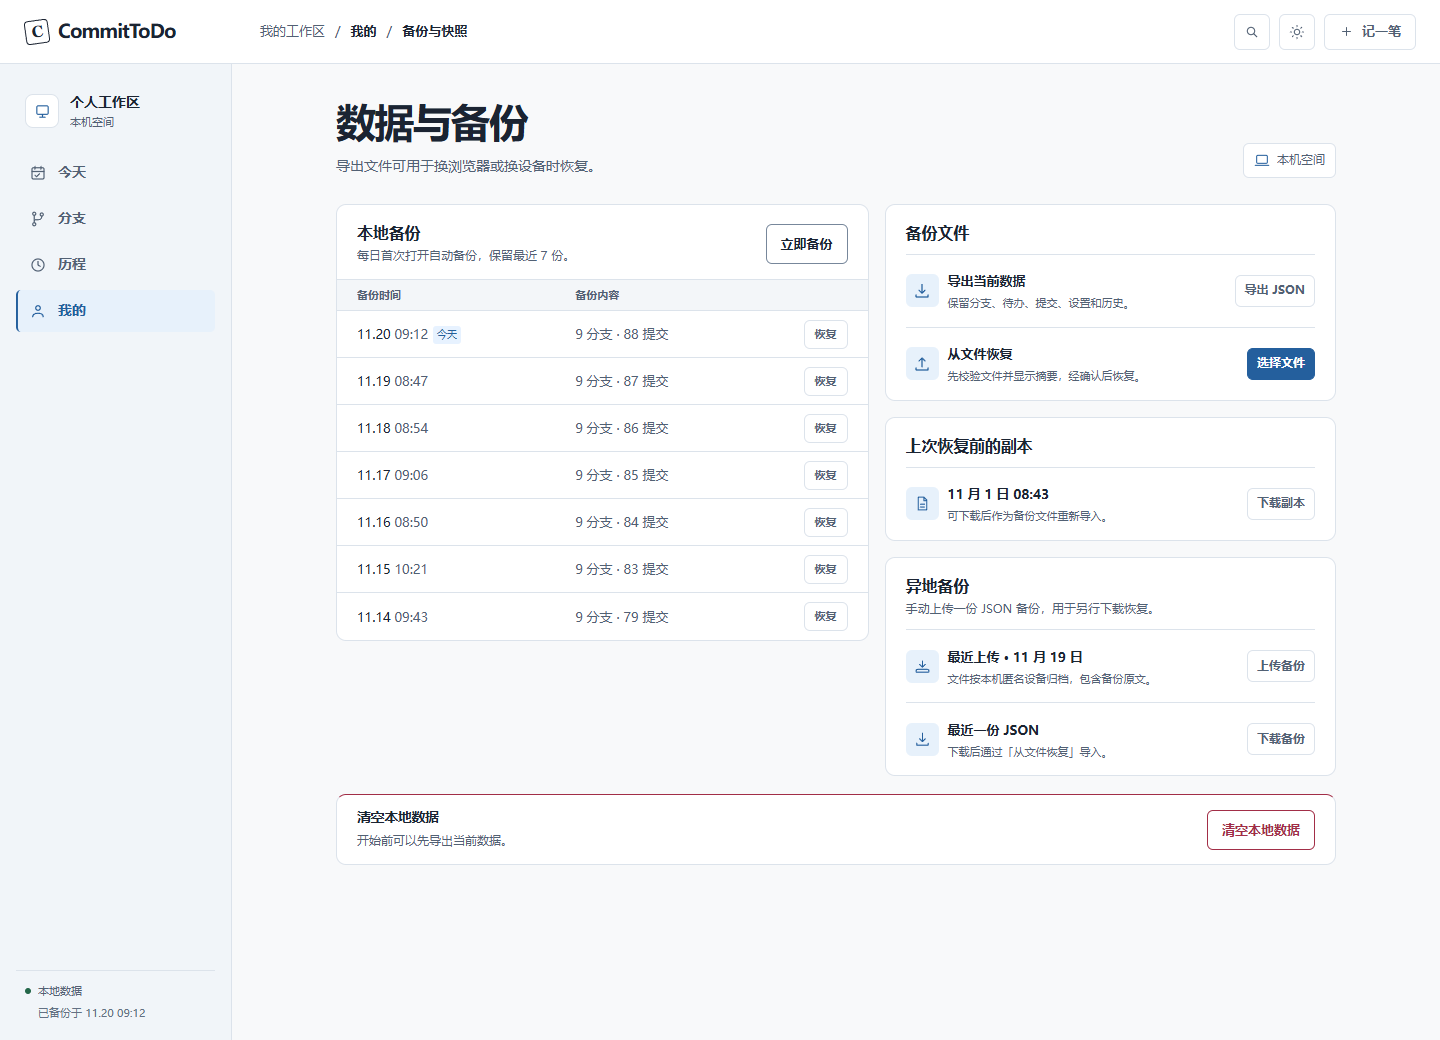 C CommitToDo
我的工作区 / 我的 / 备份与快照
+ 记一笔
个人工作区
本机空间
今天
分支
历程
我的
本地数据
已备份于 11.20 09:12
数据与备份
导出文件可用于换浏览器或换设备时恢复。
本机空间
本地备份
每日首次打开自动备份，保留最近 7 份。
立即备份
备份时间 备份内容
11.20 09:12 今天 9 分支 · 88 提交 恢复
11.19 08:47 9 分支 · 87 提交 恢复
11.18 08:54 9 分支 · 86 提交 恢复
11.17 09:06 9 分支 · 85 提交 恢复
11.16 08:50 9 分支 · 84 提交 恢复
11.15 10:21 9 分支 · 83 提交 恢复
11.14 09:43 9 分支 · 79 提交 恢复
备份文件
导出当前数据
保留分支、待办、提交、设置和历史。
导出 JSON
从文件恢复
先校验文件并显示摘要，经确认后恢复。
选择文件
上次恢复前的副本
11 月 1 日 08:43
可下载后作为备份文件重新导入。
下载副本
异地备份
手动上传一份 JSON 备份，用于另行下载恢复。
最近上传 • 11 月 19 日
文件按本机匿名设备归档，包含备份原文。
上传备份
最近一份 JSON
下载后通过「从文件恢复」导入。
下载备份
清空本地数据
开始前可以先导出当前数据。
清空本地数据